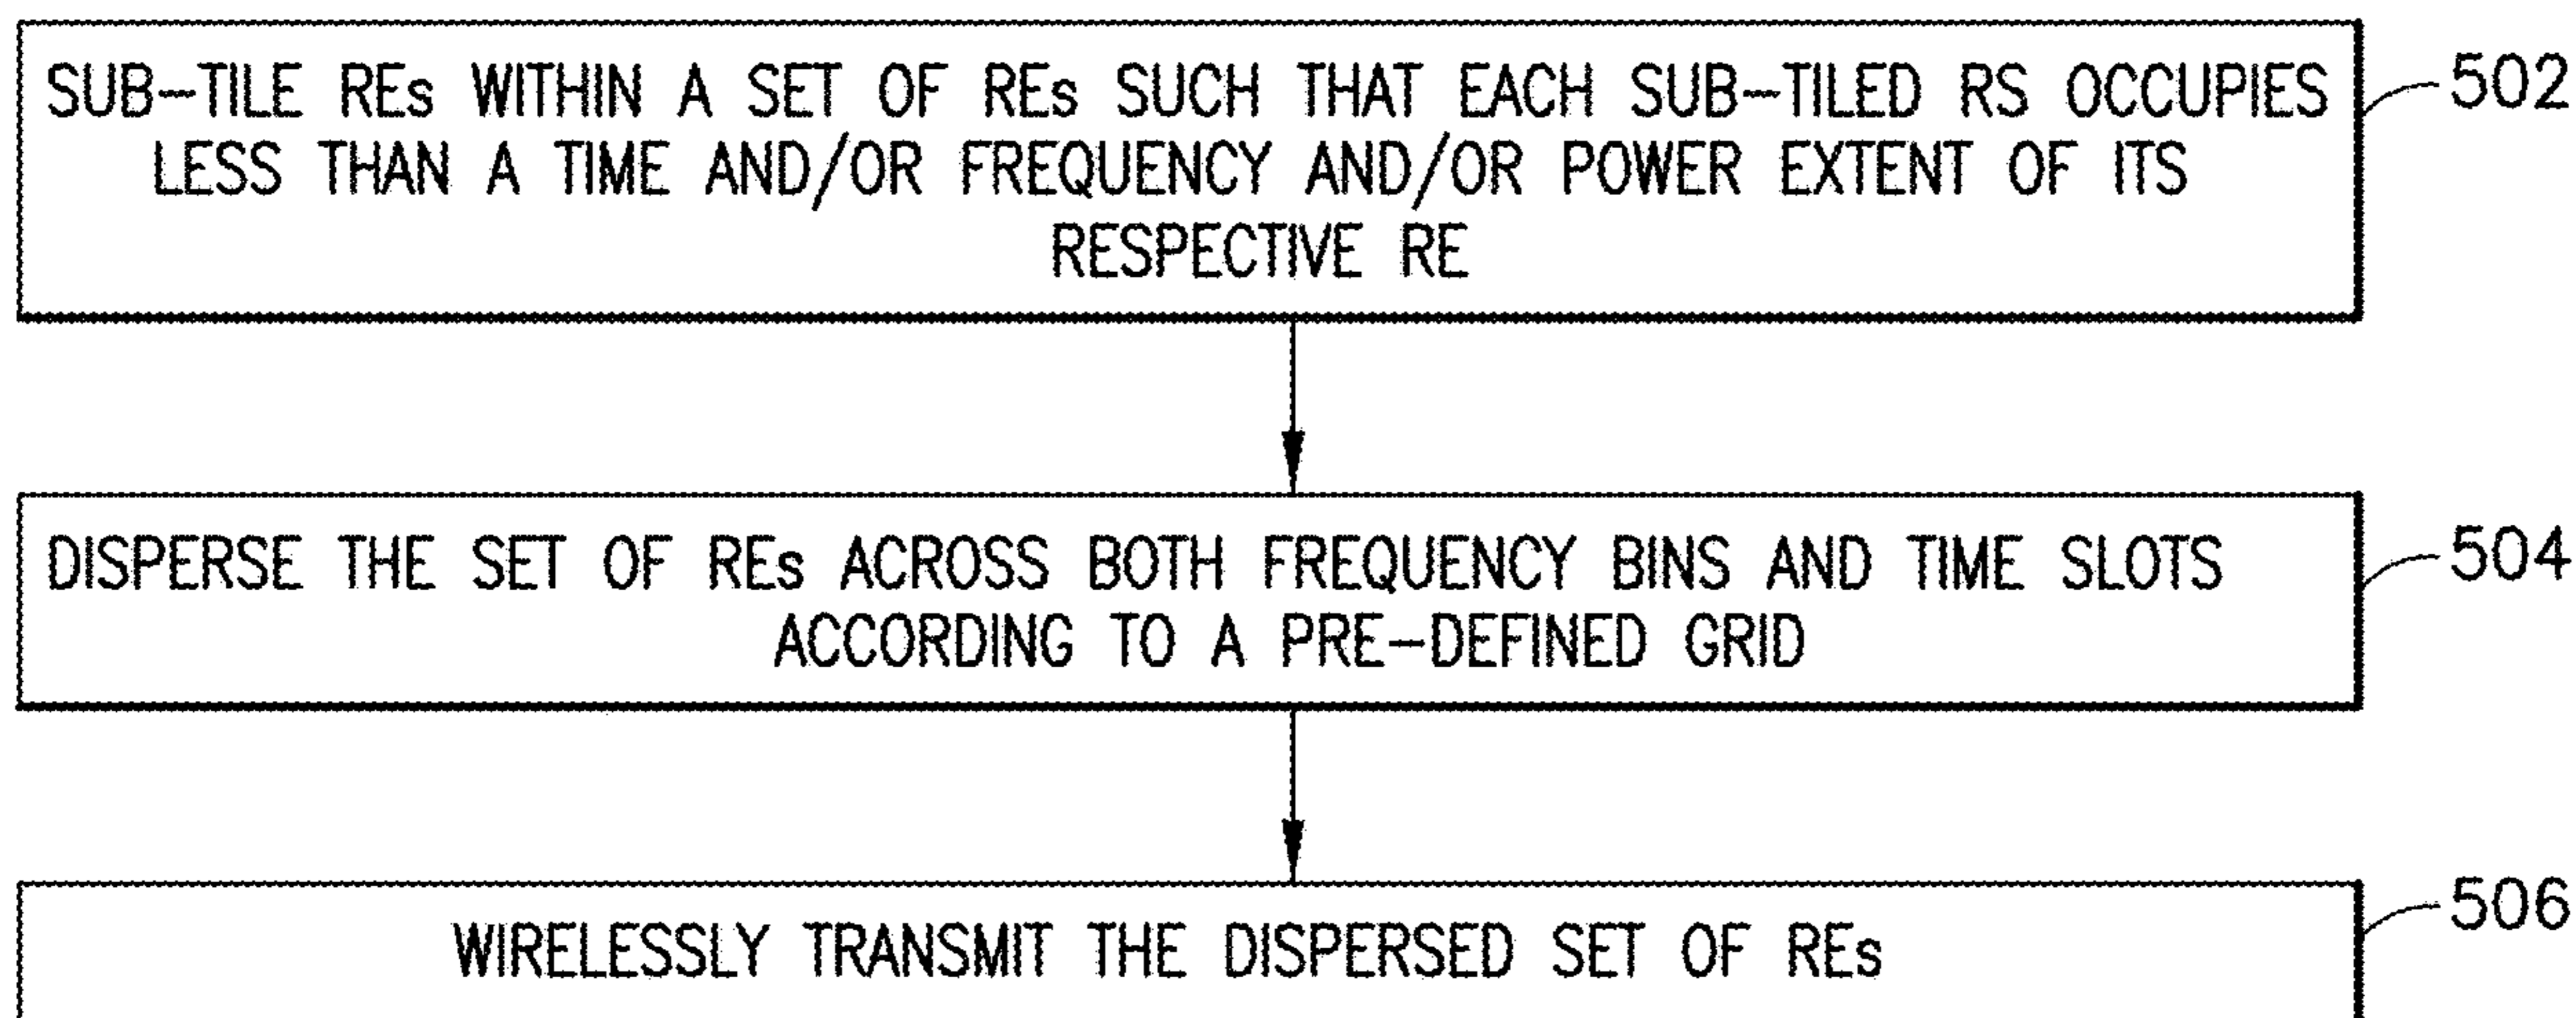 SUB-TILE REs WITHIN A SET OF REs SUCH THAT EACH SUB-TILED RS OCCUPIES
LESS THAN A TIME AND/OR FREQUENCY AND/OR POWER EXTENT OF ITS
RESPECTIVE RE
502
DISPERSE THE SET OF REs ACROSS BOTH FREQUENCY BINS AND TIME SLOTS
ACCORDING TO A PRE-DEFINED GRID
504
WIRELESSLY TRANSMIT THE DISPERSED SET OF REs
506